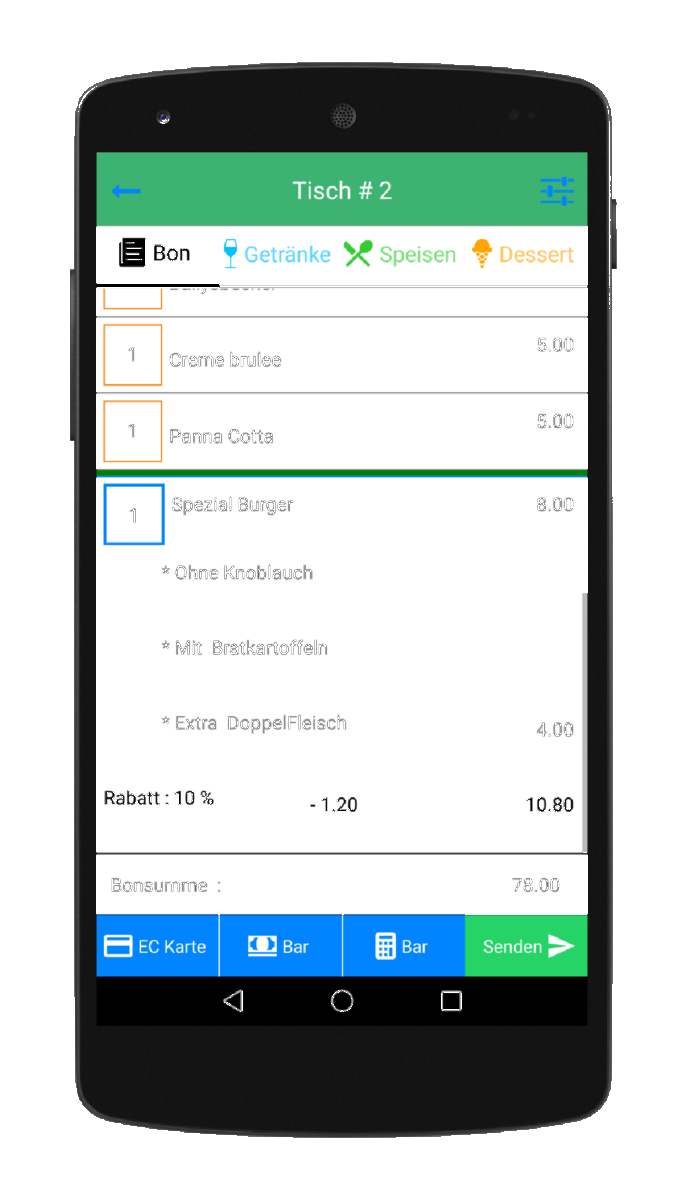 Tisch # 2
Bon Getränke Speisen Dessert
1 Creme brulee 5.00
1 Panna Cotta 5.00
1 Spezial Burger 8.00
* Ohne Knoblauch
* Mit Bratkartoffeln
* Extra DoppelFleisch 4.00
Rabatt : 10 % - 1.20 10.80
Bonsumme : 78.00
EC Karte Bar Bar Senden